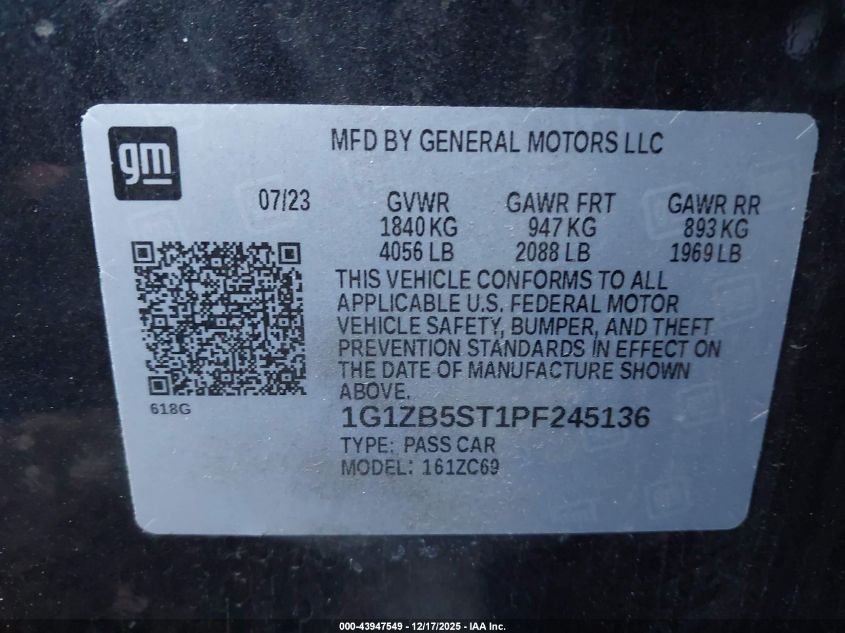 gm
MFD BY GENERAL MOTORS LLC
07/23 GVWR GAWR FRT GAWR RR
1840 KG 947 KG 893 KG
4056 LB 2088 LB 1969 LB
THIS VEHICLE CONFORMS TO ALL
APPLICABLE U.S. FEDERAL MOTOR
VEHICLE SAFETY, BUMPER, AND THEFT
PREVENTION STANDARDS IN EFFECT ON
THE DATE OF MANUFACTURE SHOWN
ABOVE.
618G
1G1ZB5ST1PF245136
TYPE: PASS CAR
MODEL: 161ZC69
000-43947549 - 12/17/2025 - IAA Inc.